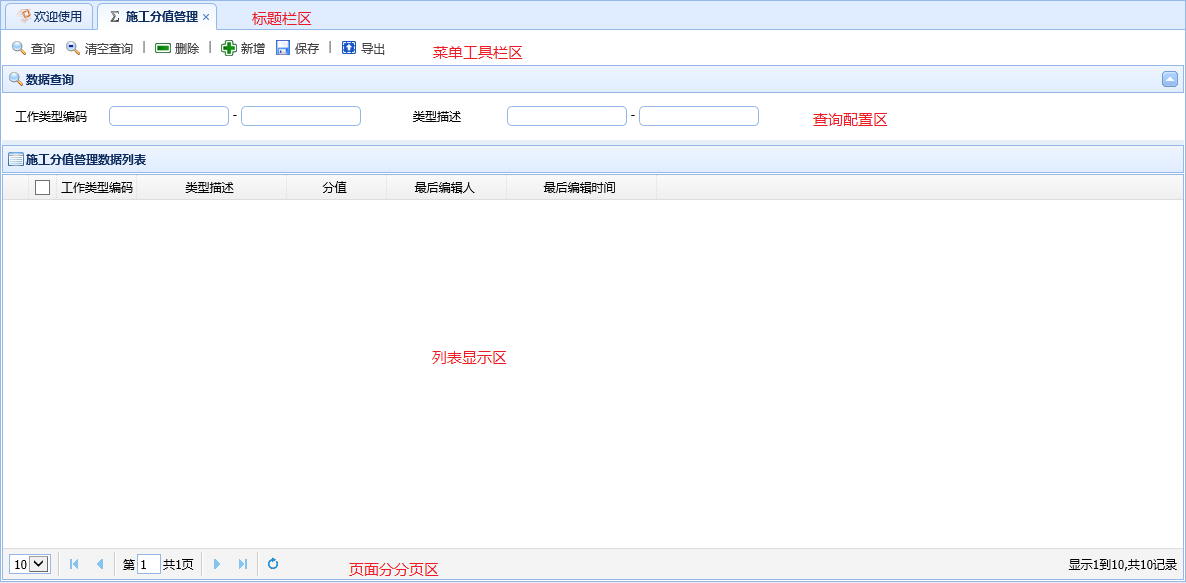 欢迎使用 Σ 施工分值管理 × 标题栏区
查询 清空查询 | 删除 | 新增 保存 | 导出 菜单工具栏区
数据查询
工作类型编码 - 类型描述 - 查询配置区
施工分值管理数据列表
工作类型编码 类型描述 分值 最后编辑人 最后编辑时间
列表显示区
10 第 1 共1页 页面分分页区 显示1到10,共10记录